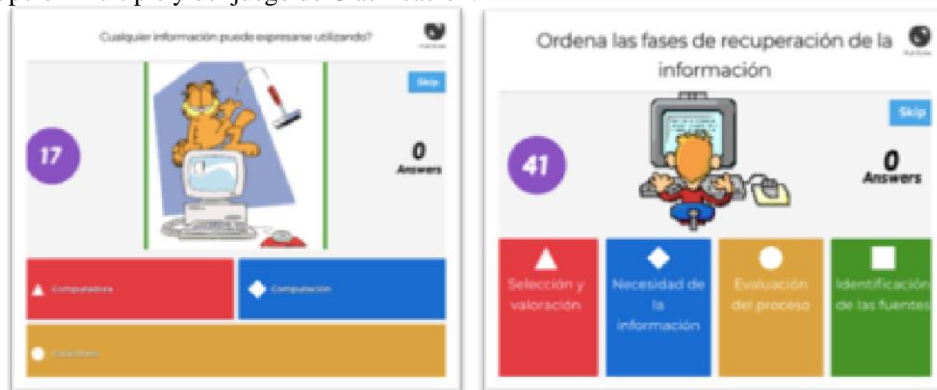 Cualquier información puede expresarse utilizando?
Skip
17
0
Answers
Computadora
Computación
Ordena las fases de recuperación de la
información
Skip
41
0
Answers
Selección y
valoración
Necesidad de
la
información
Evaluación
del proceso
Identificación
de las fuentes